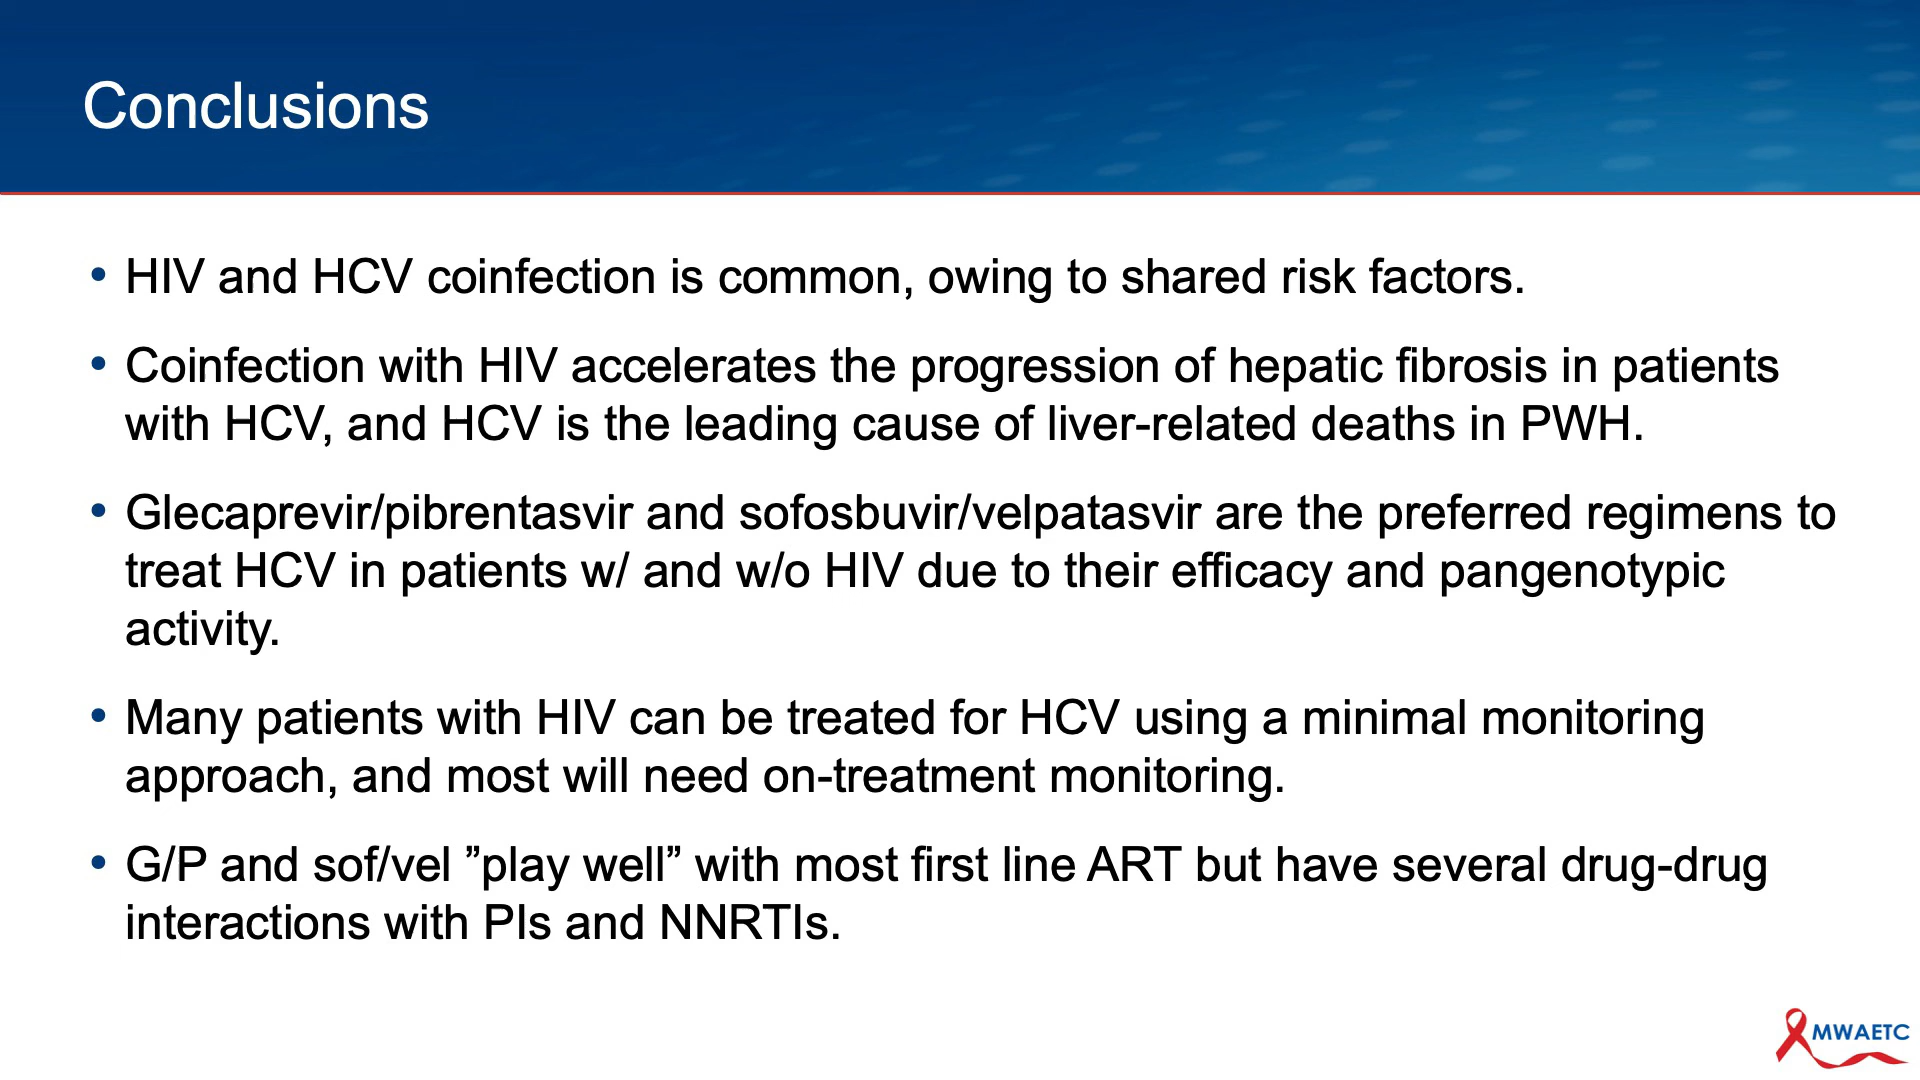 Conclusions
• HIV and HCV coinfection is common, owing to shared risk factors.
• Coinfection with HIV accelerates the progression of hepatic fibrosis in patients
with HCV, and HCV is the leading cause of liver-related deaths in PWH.
• Glecaprevir/pibrentasvir and sofosbuvir/velpatasvir are the preferred regimens to
treat HCV in patients w/ and w/o HIV due to their efficacy and pangenotypic
activity.
• Many patients with HIV can be treated for HCV using a minimal monitoring
approach, and most will need on-treatment monitoring.
• G/P and sof/vel ”play well” with most first line ART but have several drug-drug
interactions with PIs and NNRTIs.
MWAETC